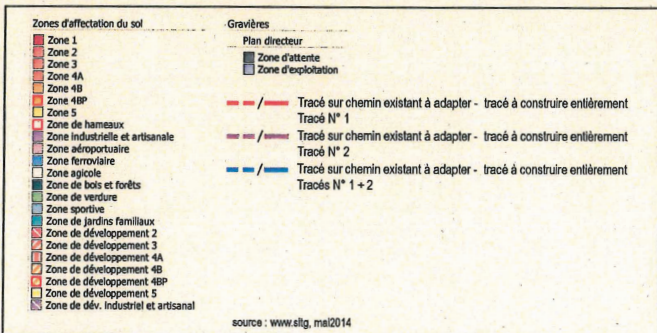 Zones d'affectation du sol
Zone 1
Zone 2
Zone 3
Zone 4A
Zone 4B
Zone 4BP
Zone 5
Zone de hameaux
Zone industrielle et artisanale
Zone aéroportuaire
Zone ferroviaire
Zone agicole
Zone de bois et forêts
Zone de verdure
Zone sportive
Zone de jardins familiaux
Zone de développement 2
Zone de développement 3
Zone de développement 4A
Zone de développement 4B
Zone de développement 4BP
Zone de développement 5
Zone de dév. industriel et artisanal
Gravières
Plan directeur
Zone d'attente
Zone d'exploitation
Tracé sur chemin existant à adapter - tracé à construire entièrement
Tracé N° 1
Tracé sur chemin existant à adapter - tracé à construire entièrement
Tracé N° 2
Tracé sur chemin existant à adapter - tracé à construire entièrement
Tracés N° 1 + 2
source : www.sitg, mai2014